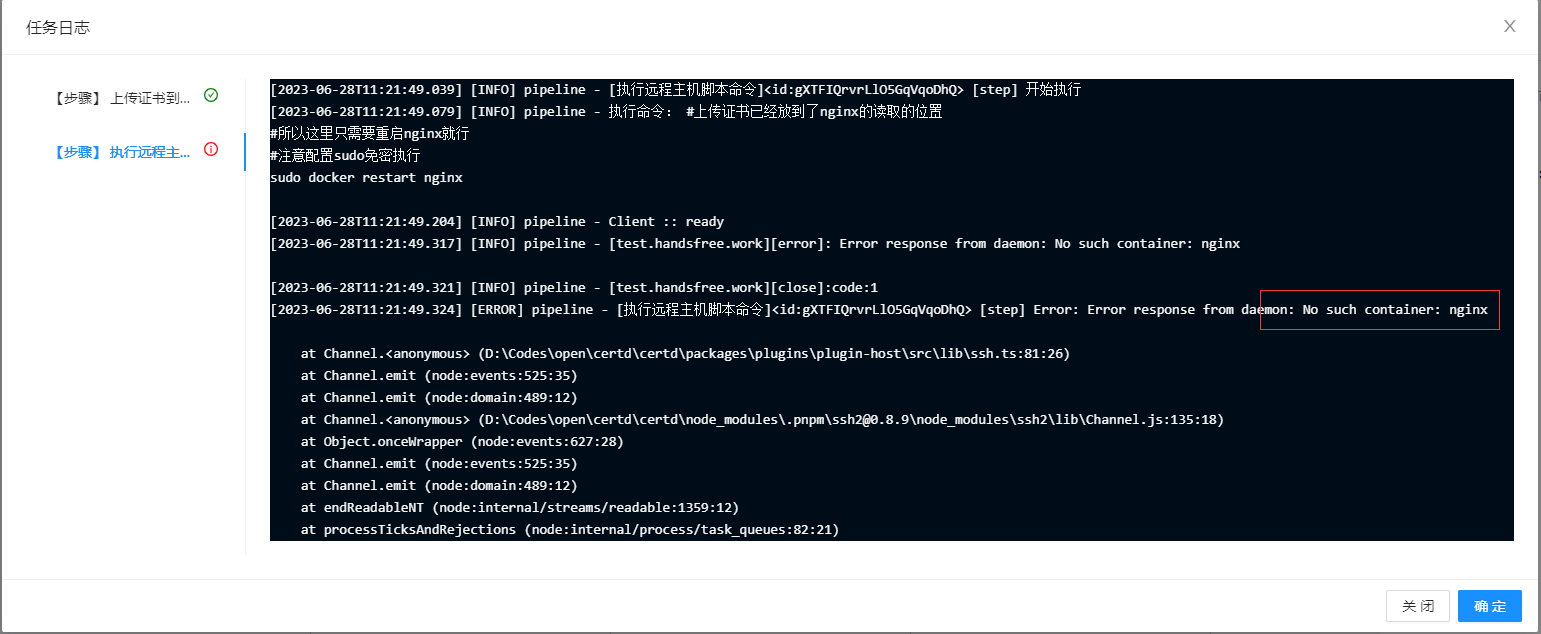 任务日志
X
【步骤】 上传证书到...
【步骤】 执行远程主...
[2023-06-28T11:21:49.039] [INFO] pipeline - [执行远程主机脚本命令]<id:gXTFIQrvrLlO5GqVqoDhQ> [step] 开始执行
[2023-06-28T11:21:49.079] [INFO] pipeline - 执行命令: #上传证书已经放到了nginx的读取的位置
#所以这里只需要重启nginx就行
#注意配置sudo免密执行
sudo docker restart nginx
[2023-06-28T11:21:49.204] [INFO] pipeline - Client :: ready
[2023-06-28T11:21:49.317] [INFO] pipeline - [test.handsfree.work][error]: Error response from daemon: No such container: nginx
[2023-06-28T11:21:49.321] [INFO] pipeline - [test.handsfree.work][close]:code:1
[2023-06-28T11:21:49.324] [ERROR] pipeline - [执行远程主机脚本命令]<id:gXTFIQrvrLlO5GqVqoDhQ> [step] Error: Error response from daemon: No such container: nginx
at Channel.<anonymous> (D:\Codes\open\certd\certd\packages\plugins\plugin-host\src\lib\ssh.ts:81:26)
at Channel.emit (node:events:525:35)
at Channel.emit (node:domain:489:12)
at Channel.<anonymous> (D:\Codes\open\certd\certd\node_modules\.pnpm\ssh2@0.8.9\node_modules\ssh2\lib\Channel.js:135:18)
at Object.onceWrapper (node:events:627:28)
at Channel.emit (node:events:525:35)
at Channel.emit (node:domain:489:12)
at endReadableNT (node:internal/streams/readable:1359:12)
at processTicksAndRejections (node:internal/process/task_queues:82:21)
关 闭
确 定